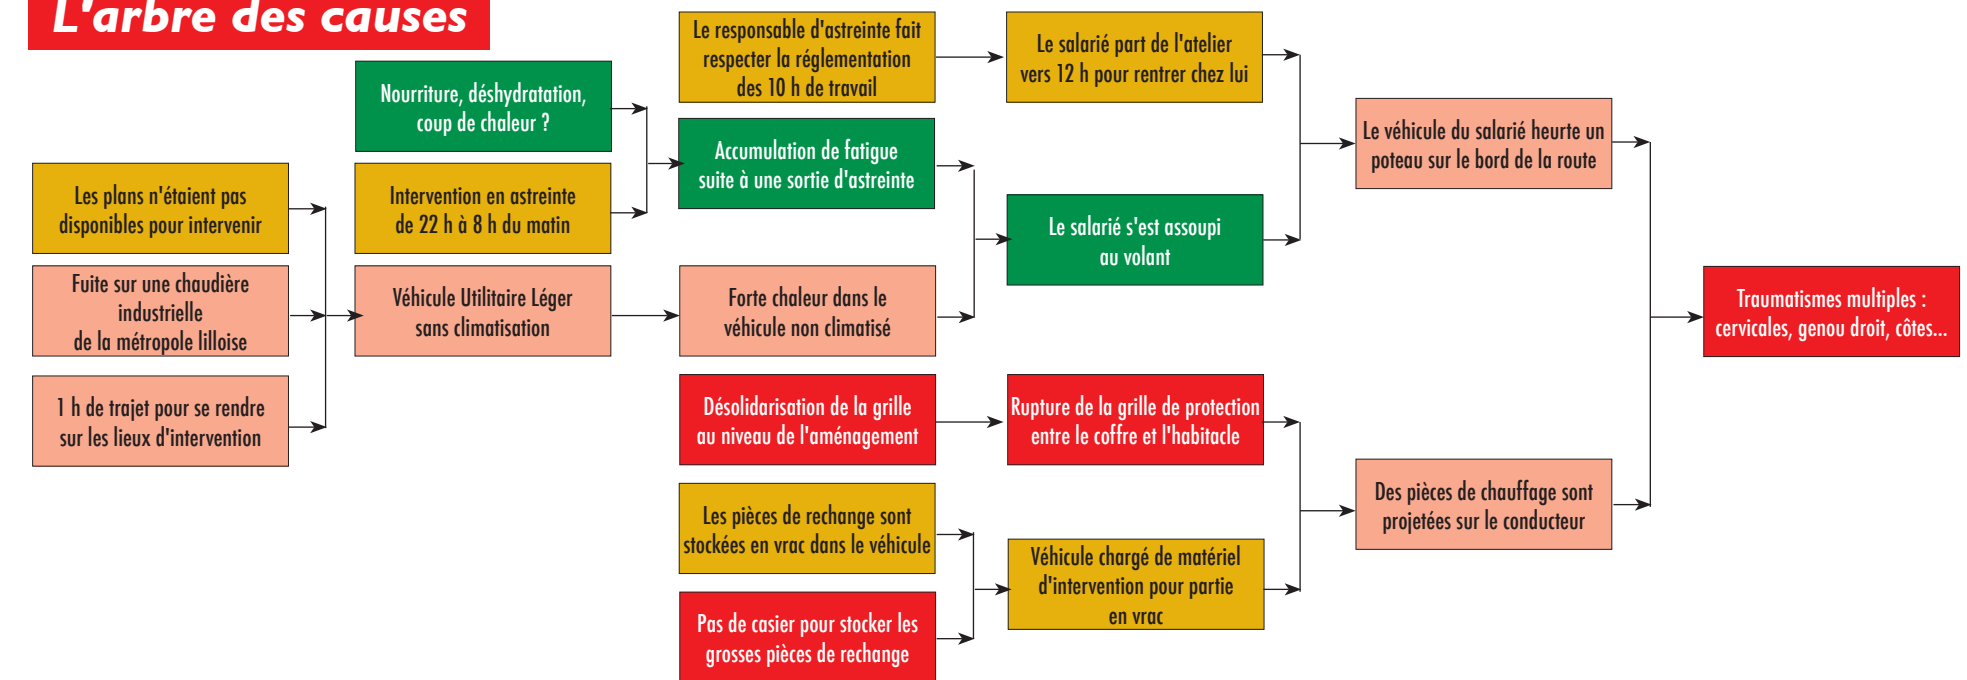 L'arbre des causes
Le responsable d'astreinte fait
respecter la réglementation
des 10 h de travail
Le salarié part de l'atelier
vers 12 h pour rentrer chez lui
Nourriture, déshydratation,
coup de chaleur ?
Accumulation de fatigue
suite à une sortie d'astreinte
Le véhicule du salarié heurte un
poteau sur le bord de la route
Les plans n'étaient pas
disponibles pour intervenir
Intervention en astreinte
de 22 h à 8 h du matin
Le salarié s'est assoupi
au volant
Fuite sur une chaudière
industrielle
de la métropole lilloise
Véhicule Utilitaire Léger
sans climatisation
Forte chaleur dans le
véhicule non climatisé
Traumatismes multiples :
cervicales, genou droit, côtes...
1 h de trajet pour se rendre
sur les lieux d'intervention
Désolidarisation de la grille
au niveau de l'aménagement
Rupture de la grille de protection
entre le coffre et l'habitacle
Des pièces de chauffage sont
projetées sur le conducteur
Les pièces de rechange sont
stockées en vrac dans le véhicule
Véhicule chargé de matériel
d'intervention pour partie
en vrac
Pas de casier pour stocker les
grosses pièces de rechange